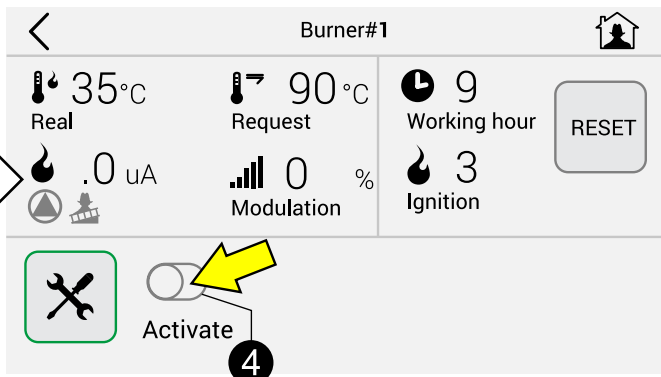 Burner#1
35°C
Real
90°C
Request
9
Working hour
RESET
.0 uA
0 %
Modulation
3
Ignition
Activate
4